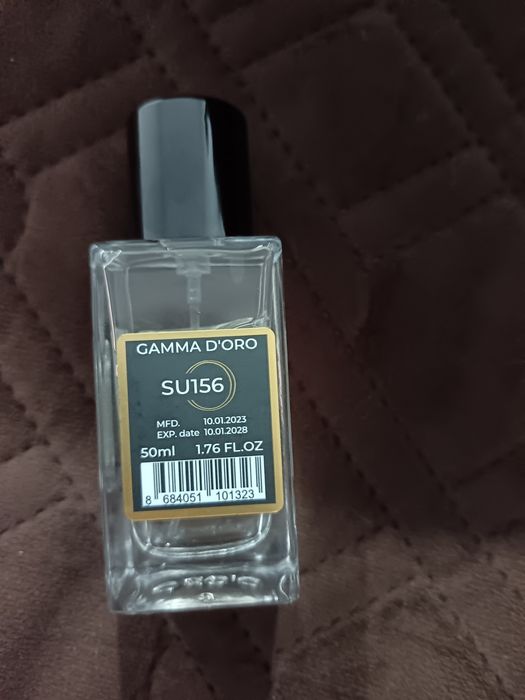 GAMMA D'ORO
SU156
MFD. 10.01.2023
EXP. date 10.01.2028
50ml 1.76 FL.OZ
8 684051 101323